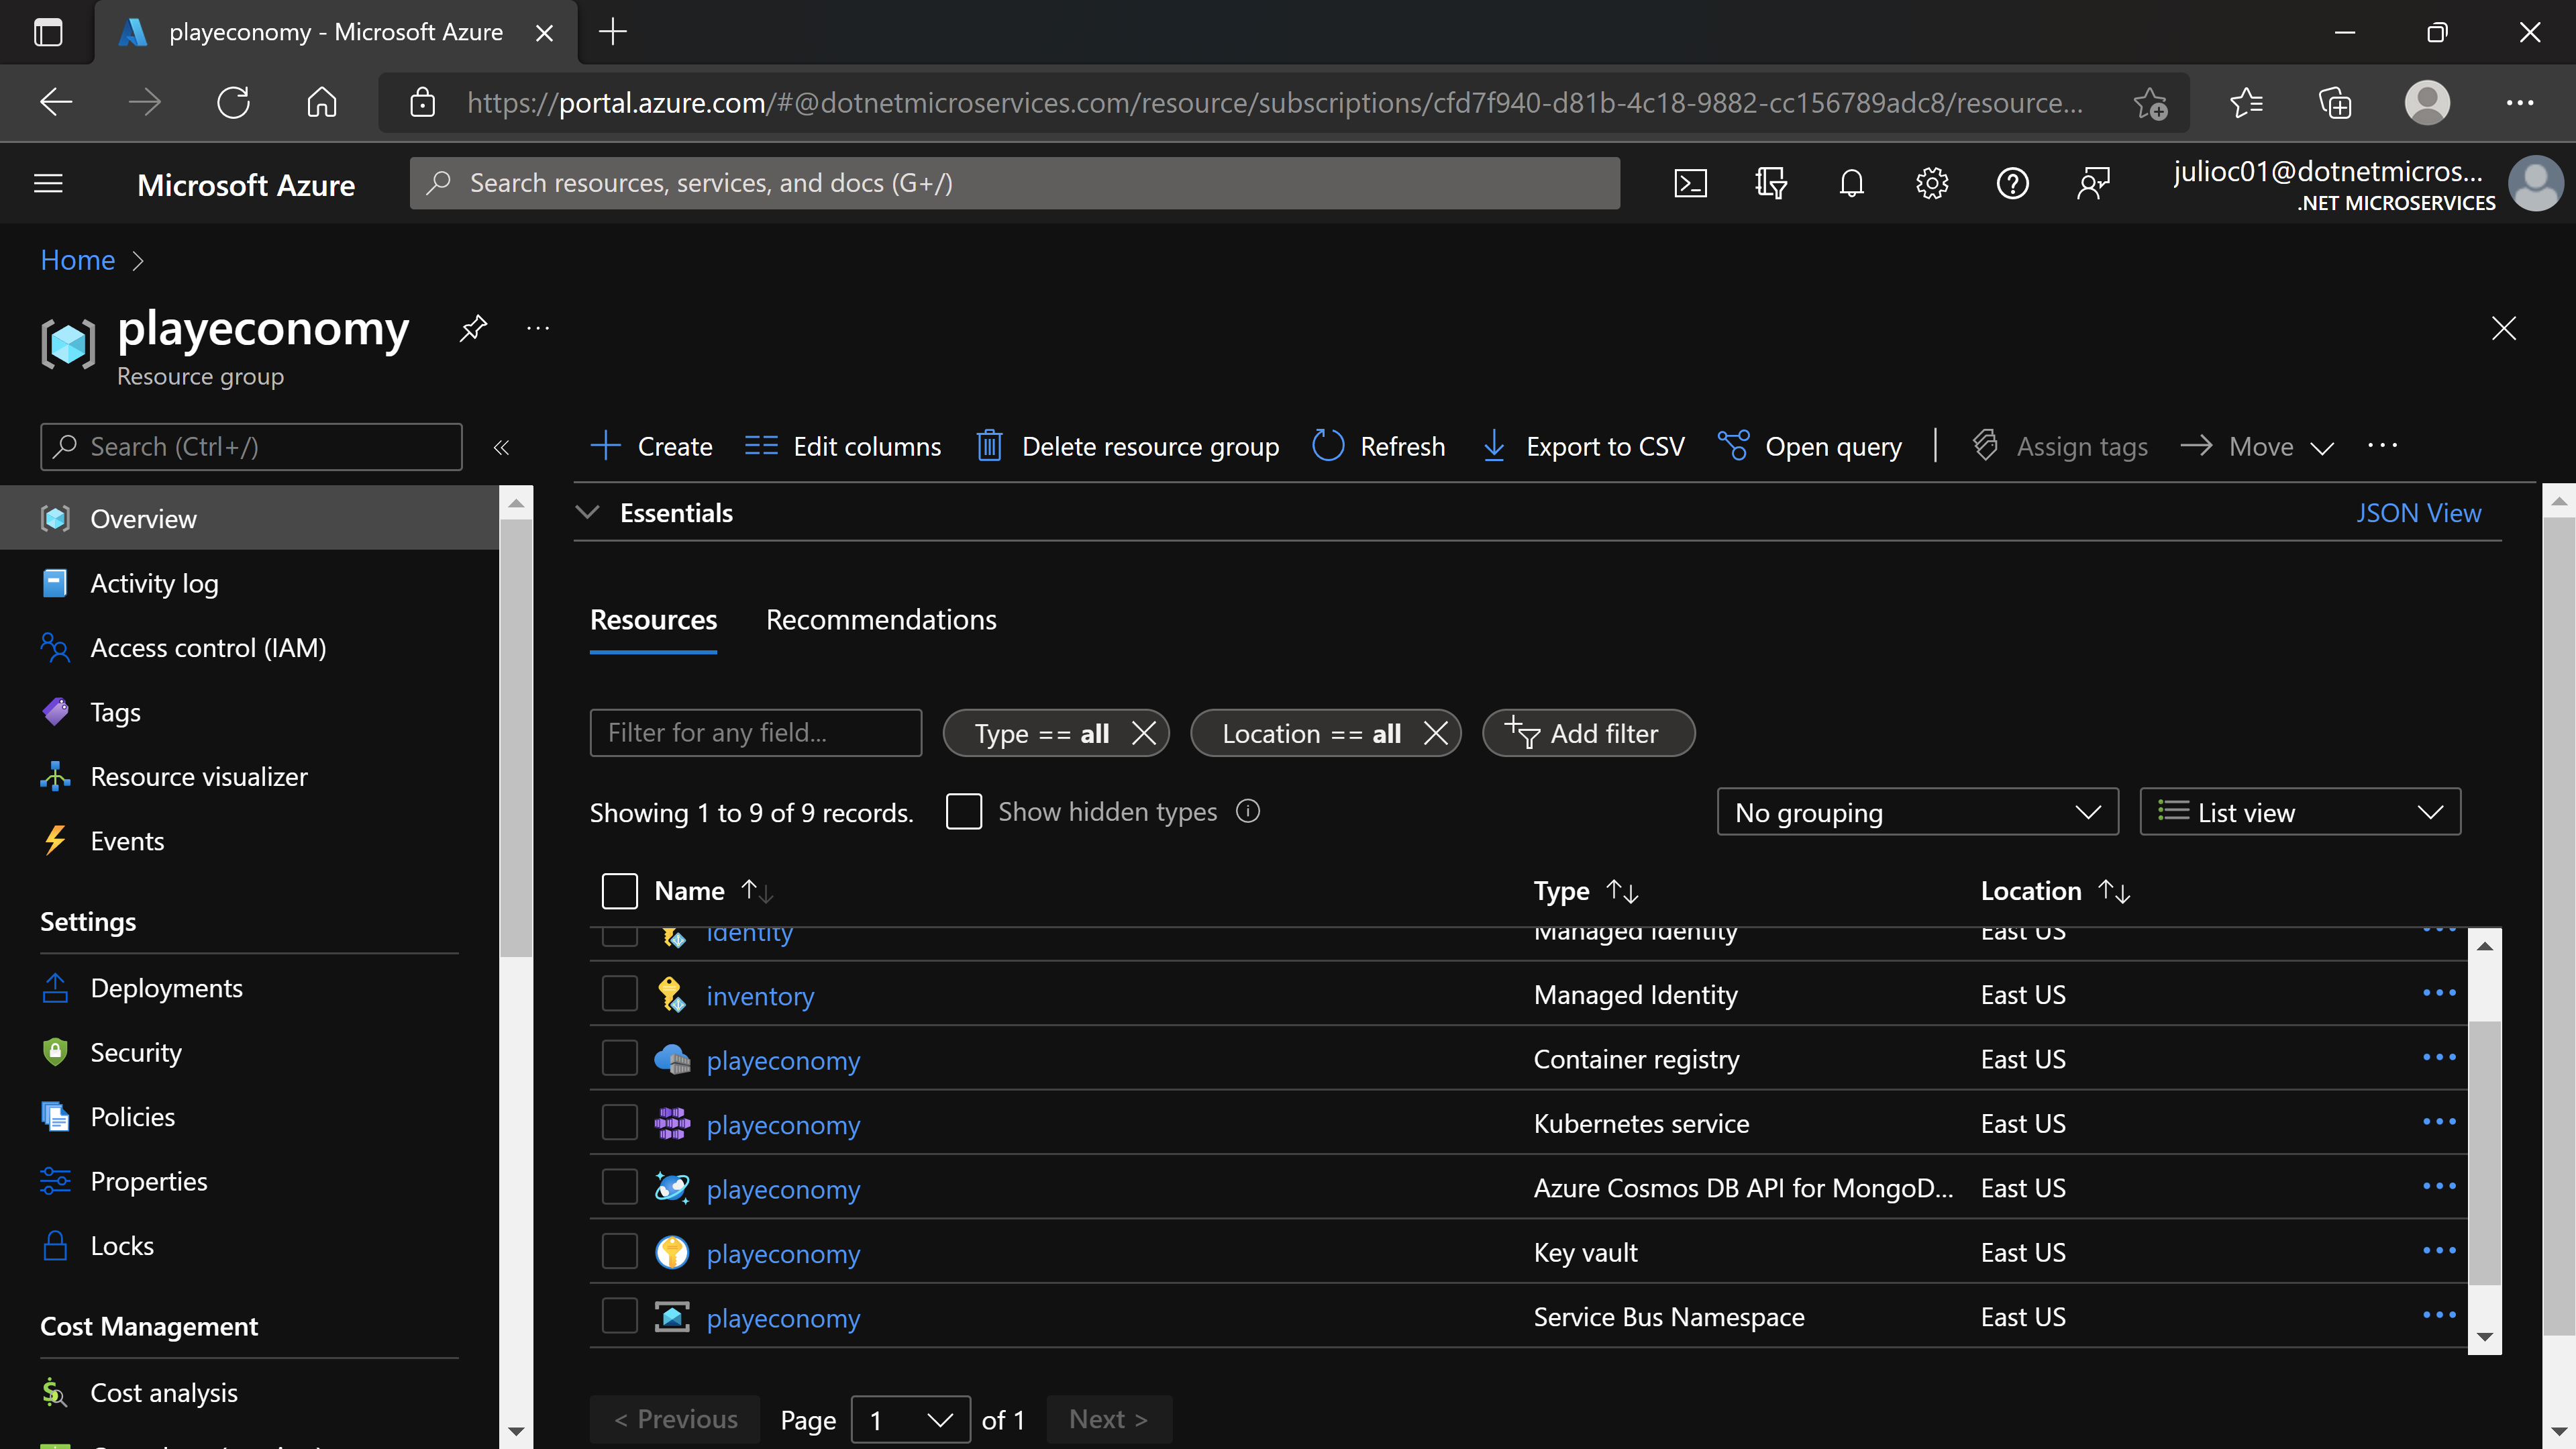 playeconomy - Microsoft Azure
https://portal.azure.com/#@dotnetmicroservices.com/resource/subscriptions/cfd7f940-d81b-4c18-9882-cc156789adc8/resource...
Microsoft Azure
Search resources, services, and docs (G+/)
julioc01@dotnetmicros...
.NET MICROSERVICES
Home
playeconomy
...
Resource group
Search (Ctrl+/)
«
Create
Edit columns
Delete resource group
Refresh
Export to CSV
Open query
Assign tags
Move
...
Overview
Activity log
Access control (IAM)
Tags
Resource visualizer
Events
Settings
Deployments
Security
Policies
Properties
Locks
Cost Management
Cost analysis
Essentials
JSON View
Resources
Recommendations
Filter for any field...
Type == all
Location == all
Add filter
Showing 1 to 9 of 9 records.
Show hidden types
No grouping
List view
Name
Type
Location
identity Managed Identity East US
inventory Managed Identity East US
playeconomy Container registry East US
playeconomy Kubernetes service East US
playeconomy Azure Cosmos DB API for MongoD... East US
playeconomy Key vault East US
playeconomy Service Bus Namespace East US
< Previous
Page 1 of 1
Next >